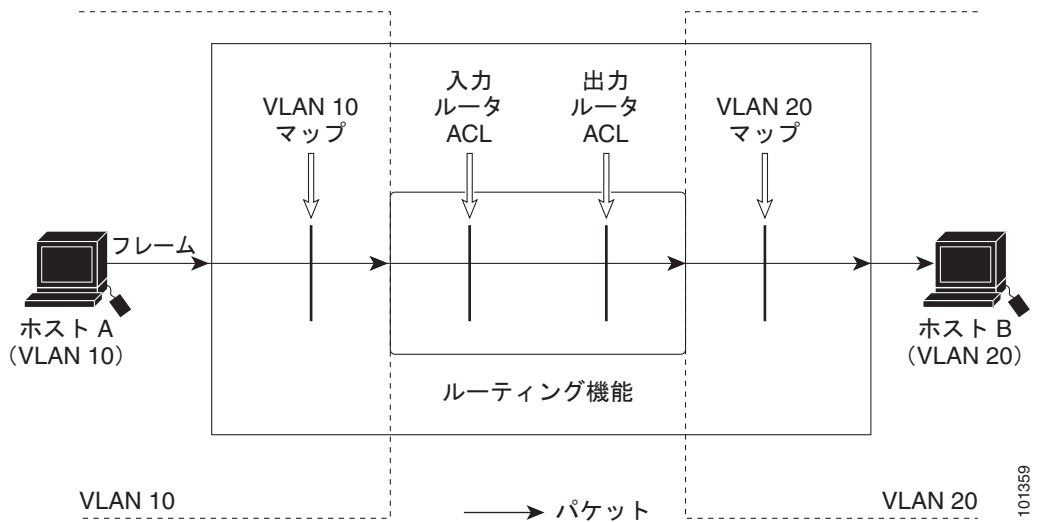 VLAN 10
マップ
入力
ルータ
ACL
出力
ルータ
ACL
VLAN 20
マップ
フレーム
ホスト A
（VLAN 10）
ホスト B
（VLAN 20）
ルーティング機能
VLAN 10
パケット
VLAN 20
101359